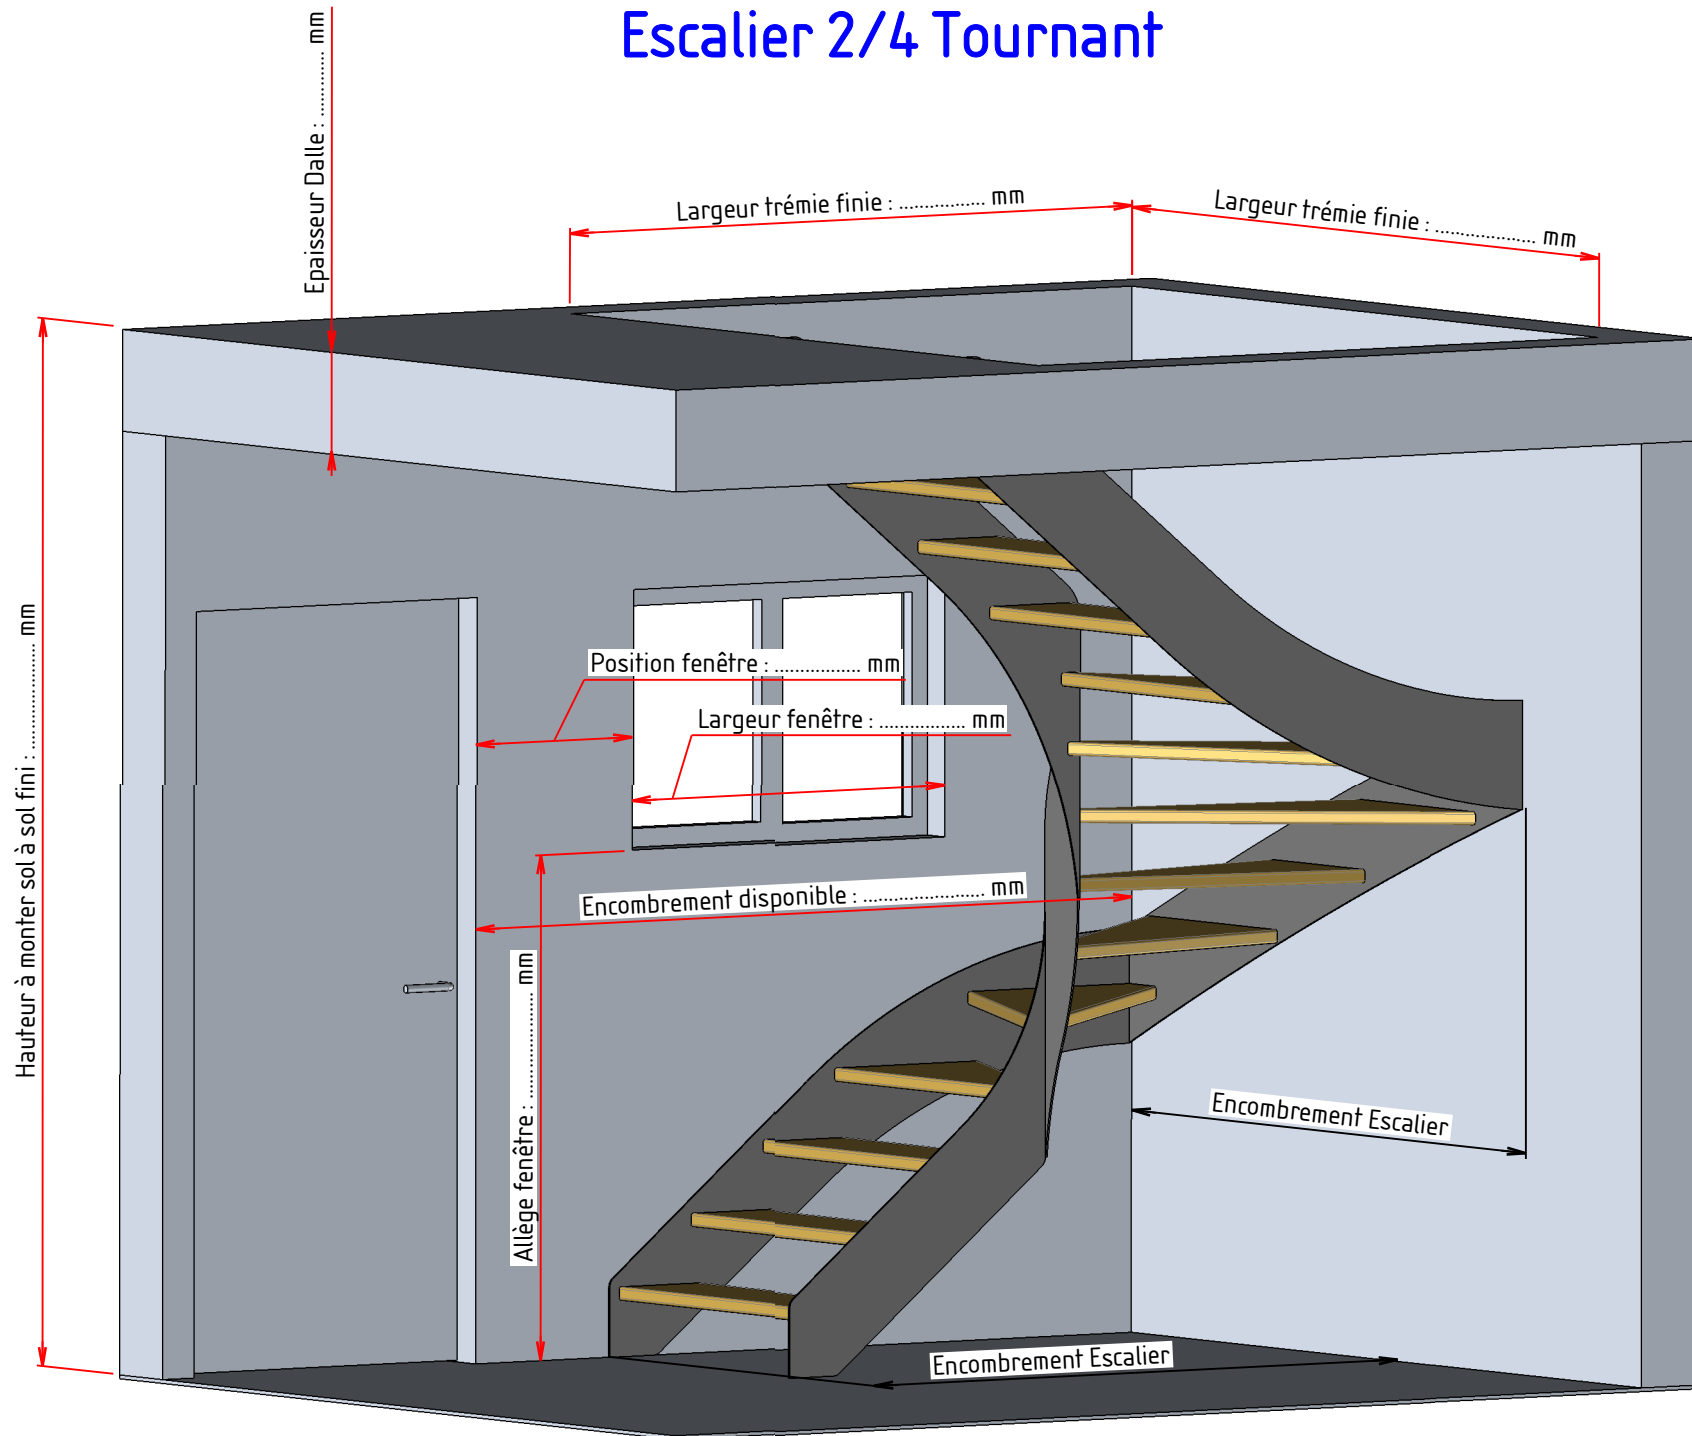 Escalier 2/4 Tournant
Epaisseur Dalle : ................ mm
Largeur trémie finie : ................ mm
Largeur trémie finie : ................... mm
Hauteur à monter sol à sol fini : .................... mm
Position fenêtre : ................ mm
Largeur fenêtre : ................ mm
Encombrement disponible : ....................... mm
Allège fenêtre : ...................... mm
Encombrement Escalier
Encombrement Escalier